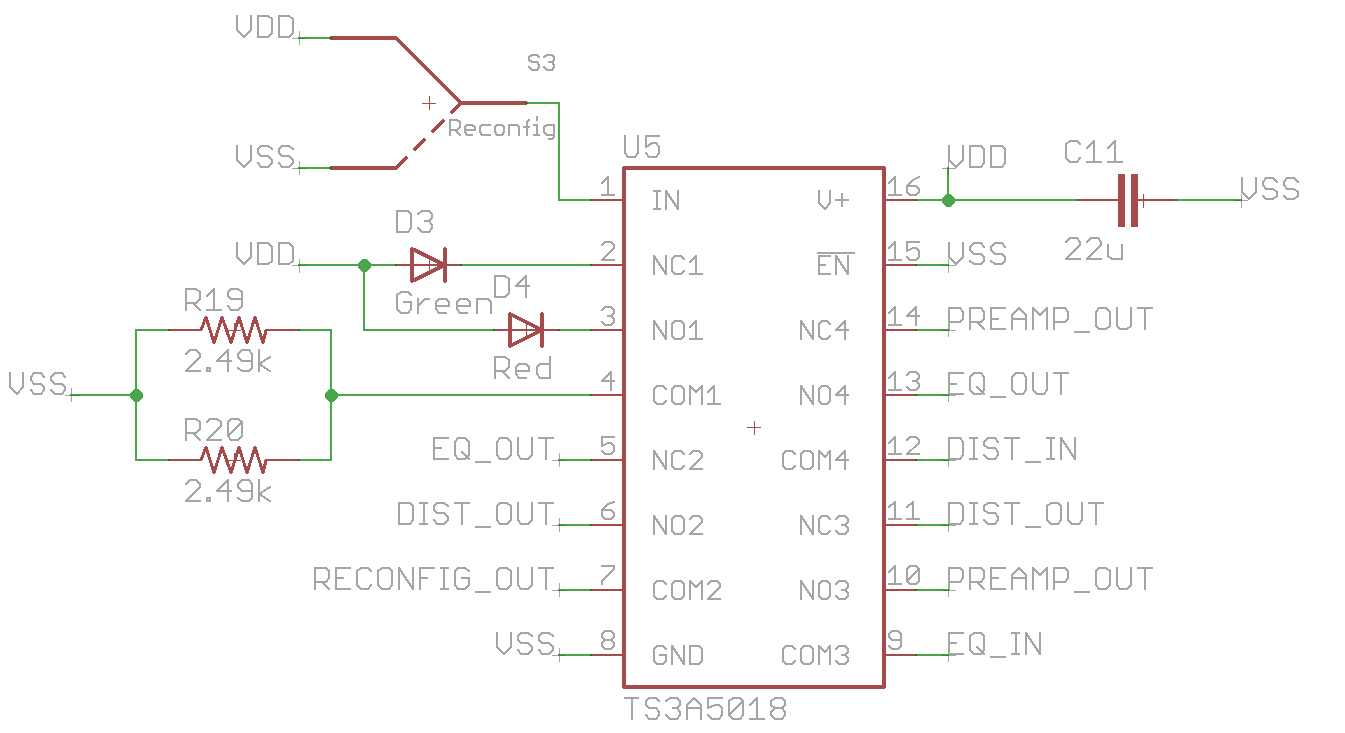 VDD
S3
Reconfig
VSS
U5
VDD
C11
VSS
22u
1 IN V+ 16
D3
VDD
2 NC1 EN 15 VSS
Green
D4
R19
2.49k
3 NO1 NC4 14 PREAMP_OUT
Red
VSS
4 COM1 NO4 13 EQ_OUT
R20
2.49k
EQ_OUT 5 NC2 COM4 12 DIST_IN
DIST_OUT 6 NO2 NC3 11 DIST_OUT
RECONFIG_OUT 7 COM2 NO3 10 PREAMP_OUT
VSS 8 GND COM3 9 EQ_IN
TS3A5018